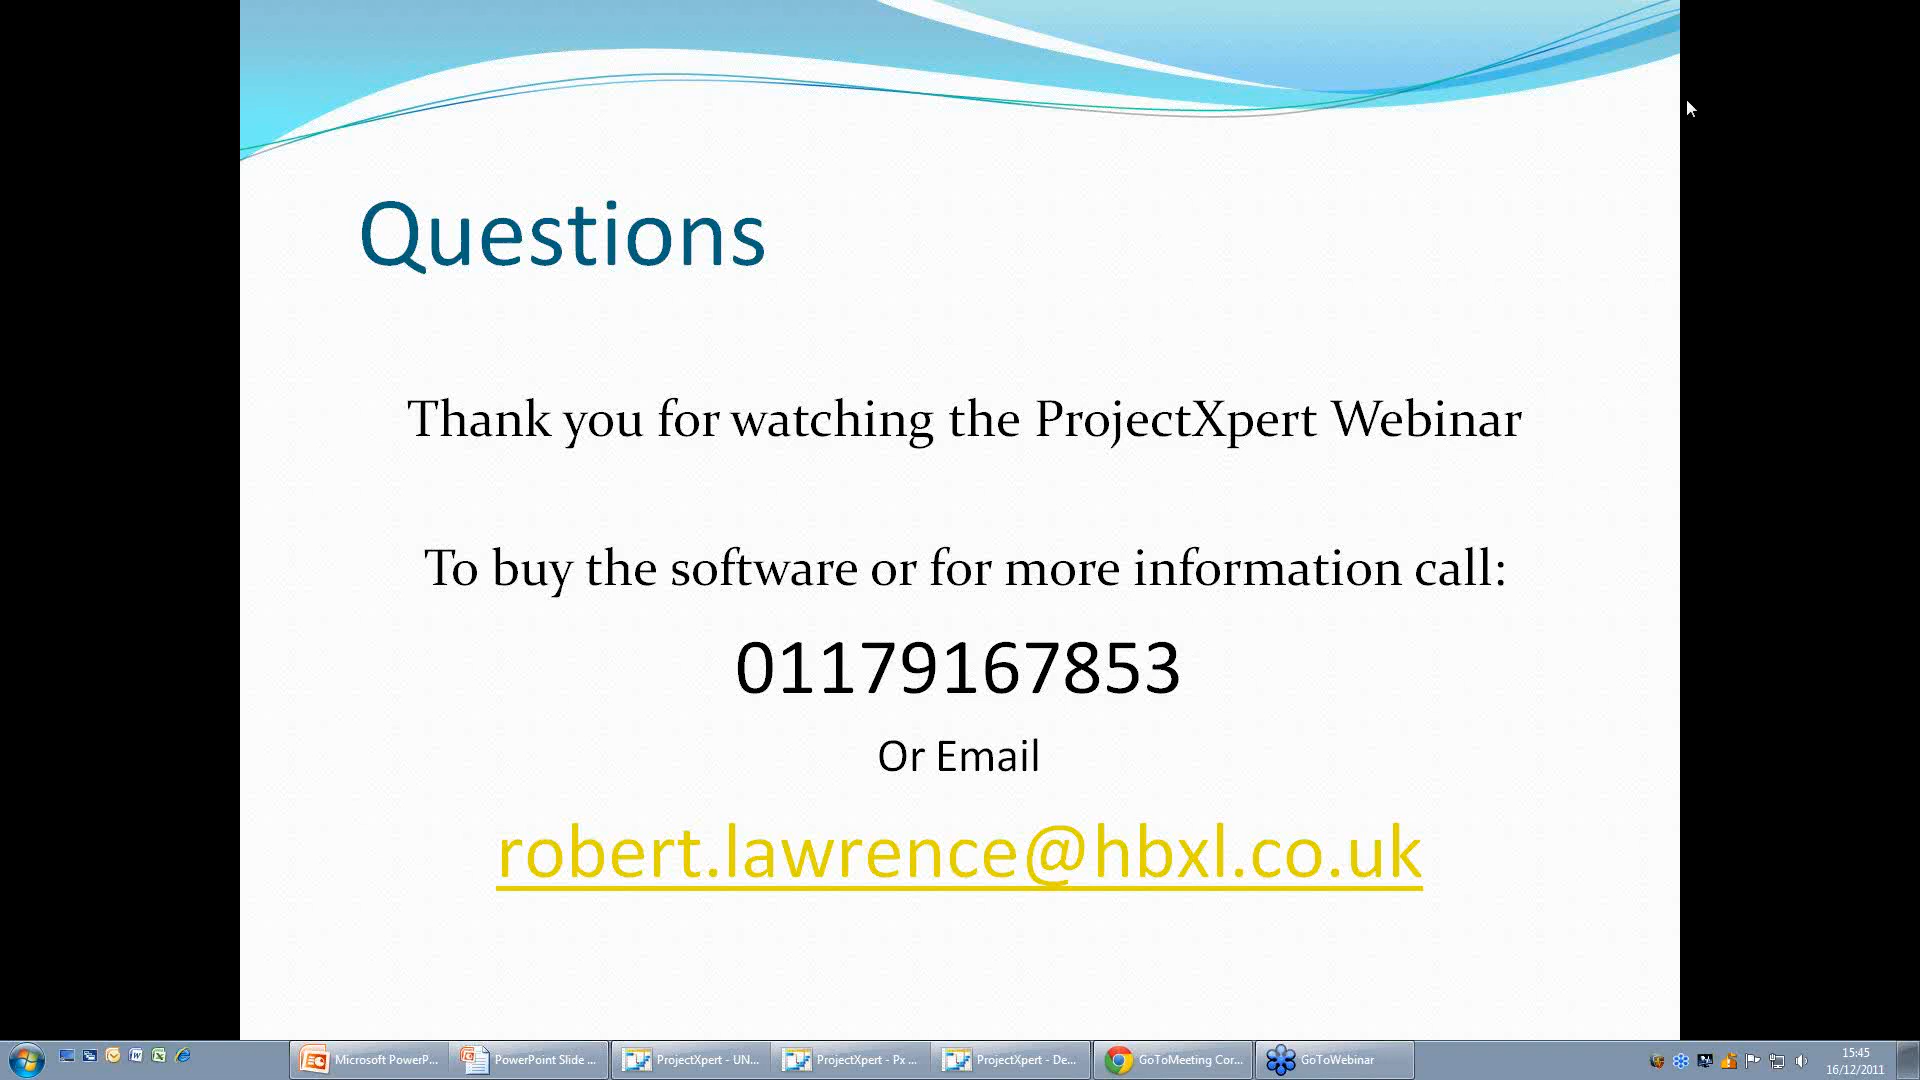 Questions
Thank you for watching the ProjectXpert Webinar
To buy the software or for more information call:
01179167853
Or Email
robert.lawrence@hbxl.co.uk
Microsoft PowerP...
PowerPoint Slide ...
ProjectXpert - UN...
ProjectXpert - Px ...
ProjectXpert - De...
GoToMeeting Cor...
GoToWebinar
15:45
16/12/2011